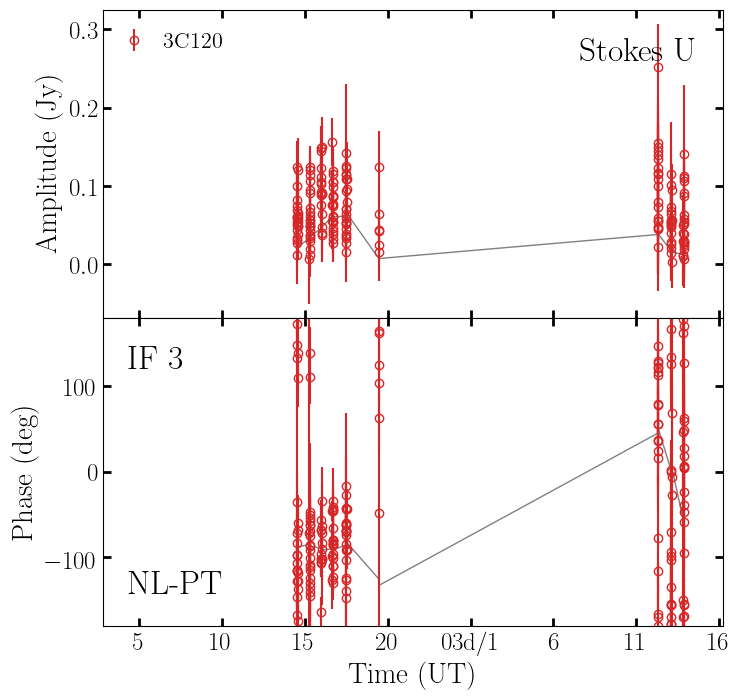 3C120
Stokes U
0.3
0.2
0.1
0.0
Amplitude (Jy)
IF 3
NL-PT
100
0
−100
Phase (deg)
5 10 15 20 03d/1 6 11 16
Time (UT)